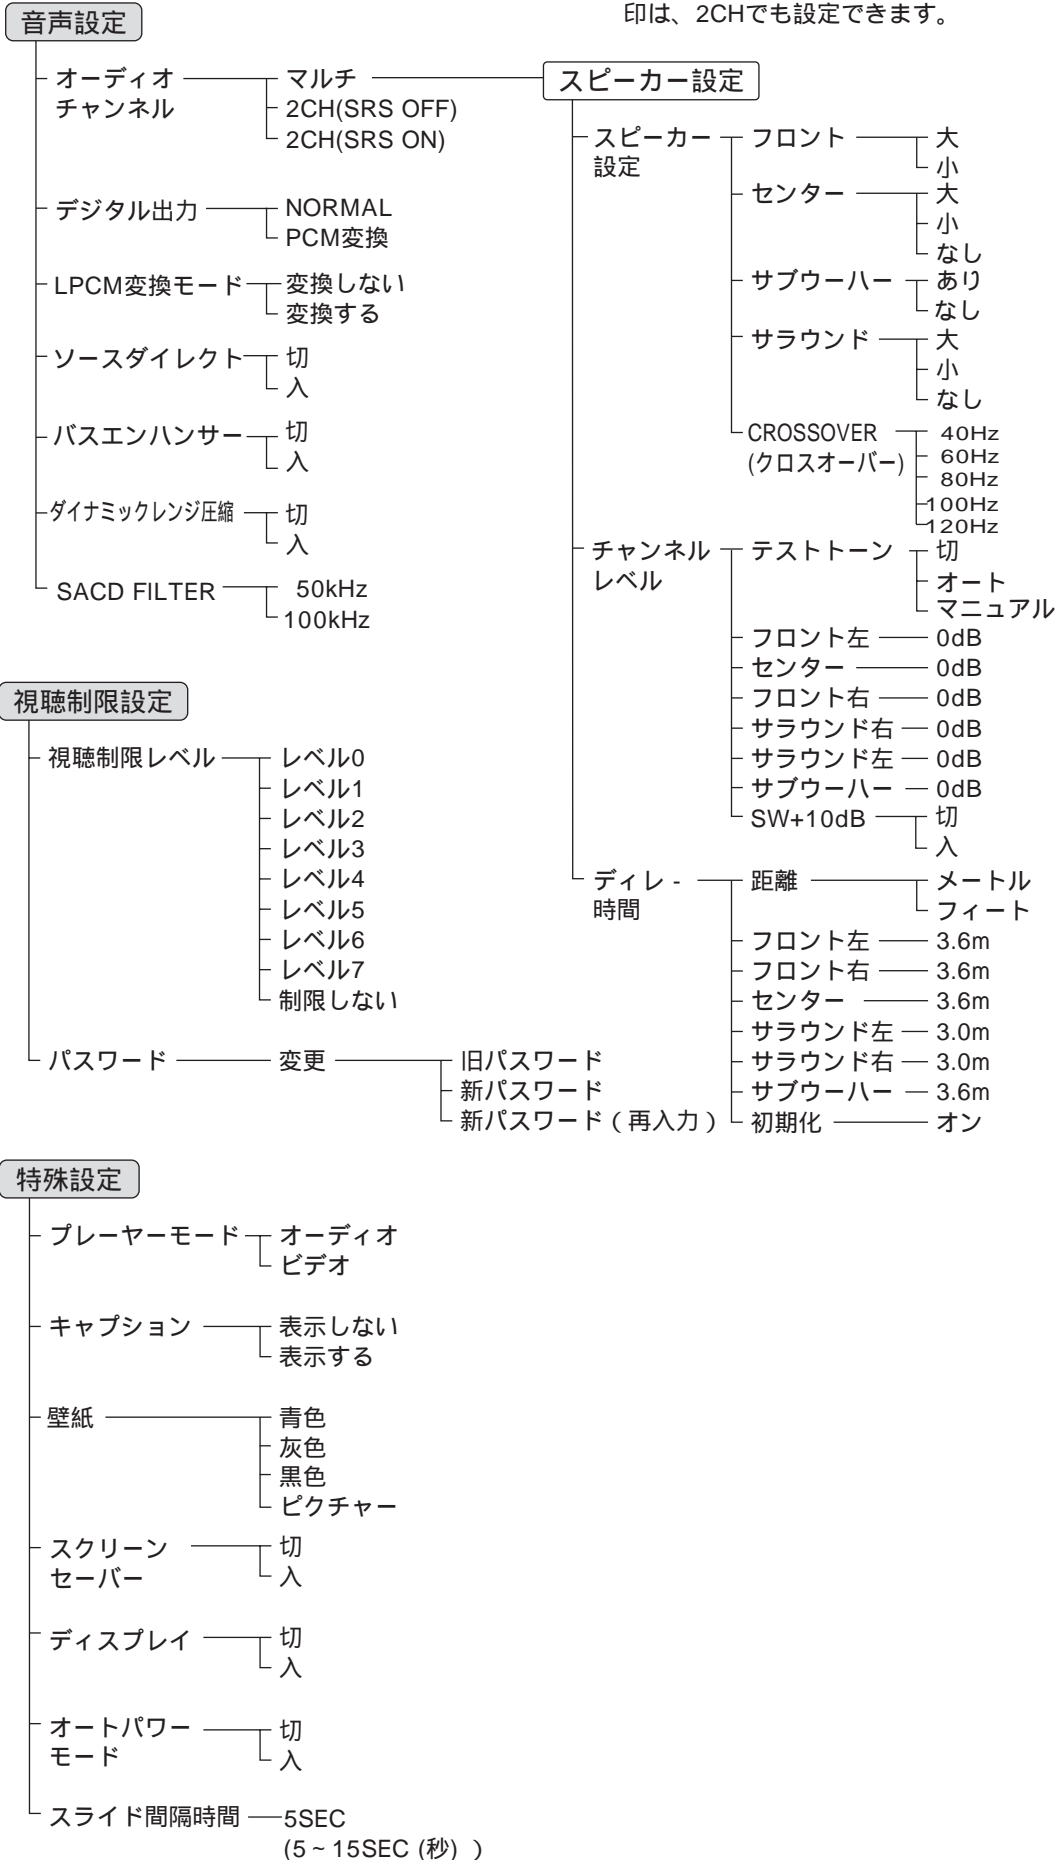 印は、2CHでも設定できます。
音声設定
オーディオ
チャンネル
マルチ
2CH(SRS OFF)
2CH(SRS ON)
デジタル出力
NORMAL
PCM変換
LPCM変換モード
変換しない
変換する
ソースダイレクト
切
入
バスエンハンサー
切
入
ダイナミックレンジ圧縮
切
入
SACD FILTER
50kHz
100kHz
スピーカー設定
スピーカー
設定
フロント
大
小
センター
大
小
なし
サブウーハー
あり
なし
サラウンド
大
小
なし
CROSSOVER
(クロスオーバー)
40Hz
60Hz
80Hz
100Hz
120Hz
チャンネル
レベル
テストトーン
切
オート
マニュアル
フロント左 0dB
センター 0dB
フロント右 0dB
サラウンド右 0dB
サラウンド左 0dB
サブウーハー 0dB
SW+10dB
切
入
ディレ-
時間
距離
メートル
フィート
フロント左 3.6m
フロント右 3.6m
センター 3.6m
サラウンド左 3.0m
サラウンド右 3.0m
サブウーハー 3.6m
初期化 オン
視聴制限設定
視聴制限レベル
レベル0
レベル1
レベル2
レベル3
レベル4
レベル5
レベル6
レベル7
制限しない
パスワード
変更
旧パスワード
新パスワード
新パスワード(再入力)
特殊設定
プレーヤーモード
オーディオ
ビデオ
キャプション
表示しない
表示する
壁紙
青色
灰色
黒色
ピクチャー
スクリーン
セーバー
切
入
ディスプレイ
切
入
オートパワー
モード
切
入
スライド間隔時間
5SEC
(5~15SEC (秒) )